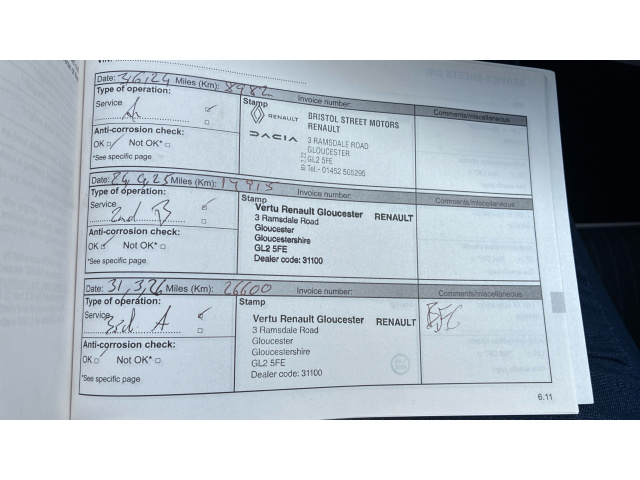 Date: 3.6.24 Miles (Km): 8982 Invoice number: Comments/miscellaneous
Type of operation:
Service
Stamp
RENAULT
DACIA
BRISTOL STREET MOTORS
RENAULT
3 RAMSDALE ROAD
GLOUCESTER
GL2 5FE
Tel:- 01452 505295
Anti-corrosion check:
OK Not OK*
*See specific page
Date: 24.4.25 Miles (Km): Invoice number: Comments/miscellaneous
Type of operation:
Service
2nd B
Stamp
Vertu Renault Gloucester RENAULT
3 Ramsdale Road
Gloucester
Gloucestershire
GL2 5FE
Dealer code: 31100
Anti-corrosion check:
OK Not OK*
*See specific page
Date: 31,3,26 Miles (Km): 26600 Invoice number: Comments/miscellaneous
Type of operation:
Service
3rd A
Stamp
Vertu Renault Gloucester RENAULT
3 Ramsdale Road
Gloucester
Gloucestershire
GL2 5FE
Dealer code: 31100
Anti-corrosion check:
OK Not OK*
*See specific page
6.11